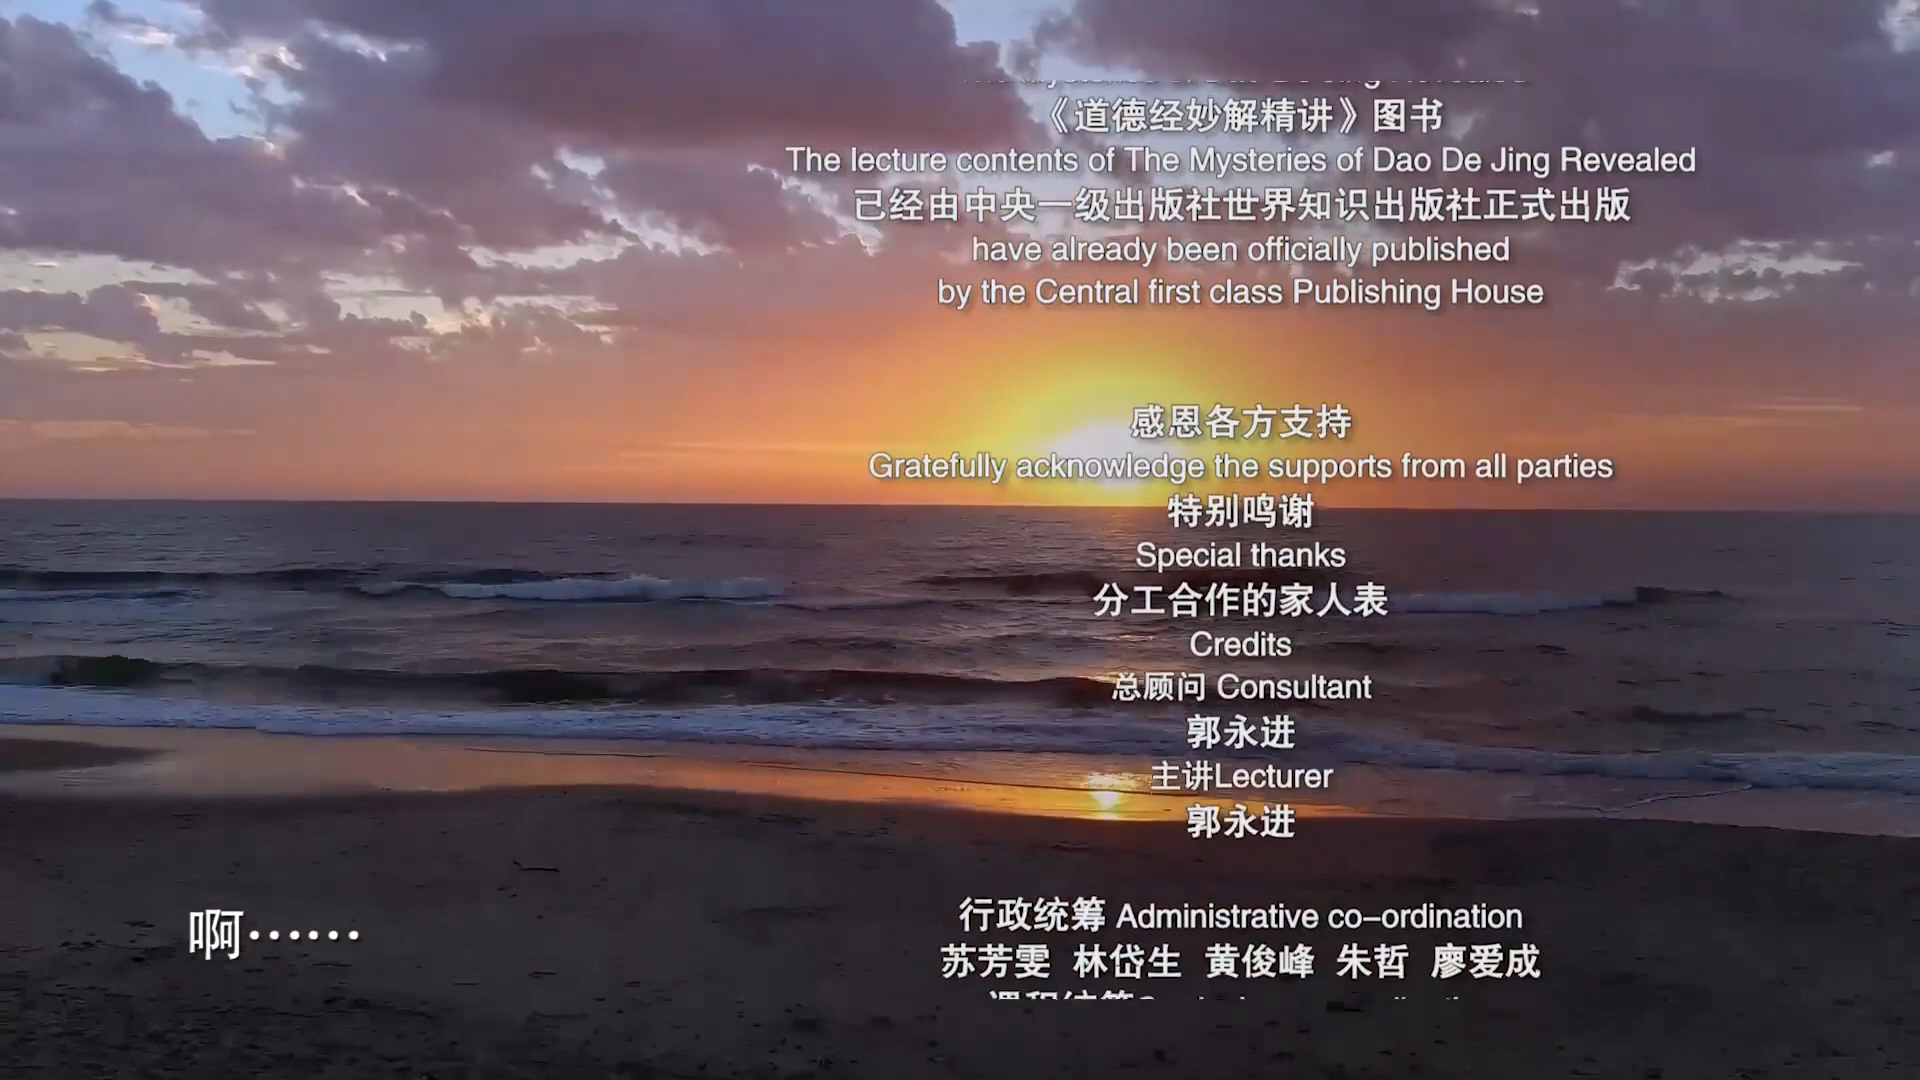 《道德经妙解精讲》图书
The lecture contents of The Mysteries of Dao De Jing Revealed
已经由中央一级出版社世界知识出版社正式出版
have already been officially published
by the Central first class Publishing House
感恩各方支持
Gratefully acknowledge the supports from all parties
特别鸣谢
Special thanks
分工合作的家人表
Credits
总顾问 Consultant
郭永进
主讲Lecturer
郭永进
行政统筹 Administrative co-ordination
苏芳雯 林岱生 黄俊峰 朱哲 廖爱成
啊······